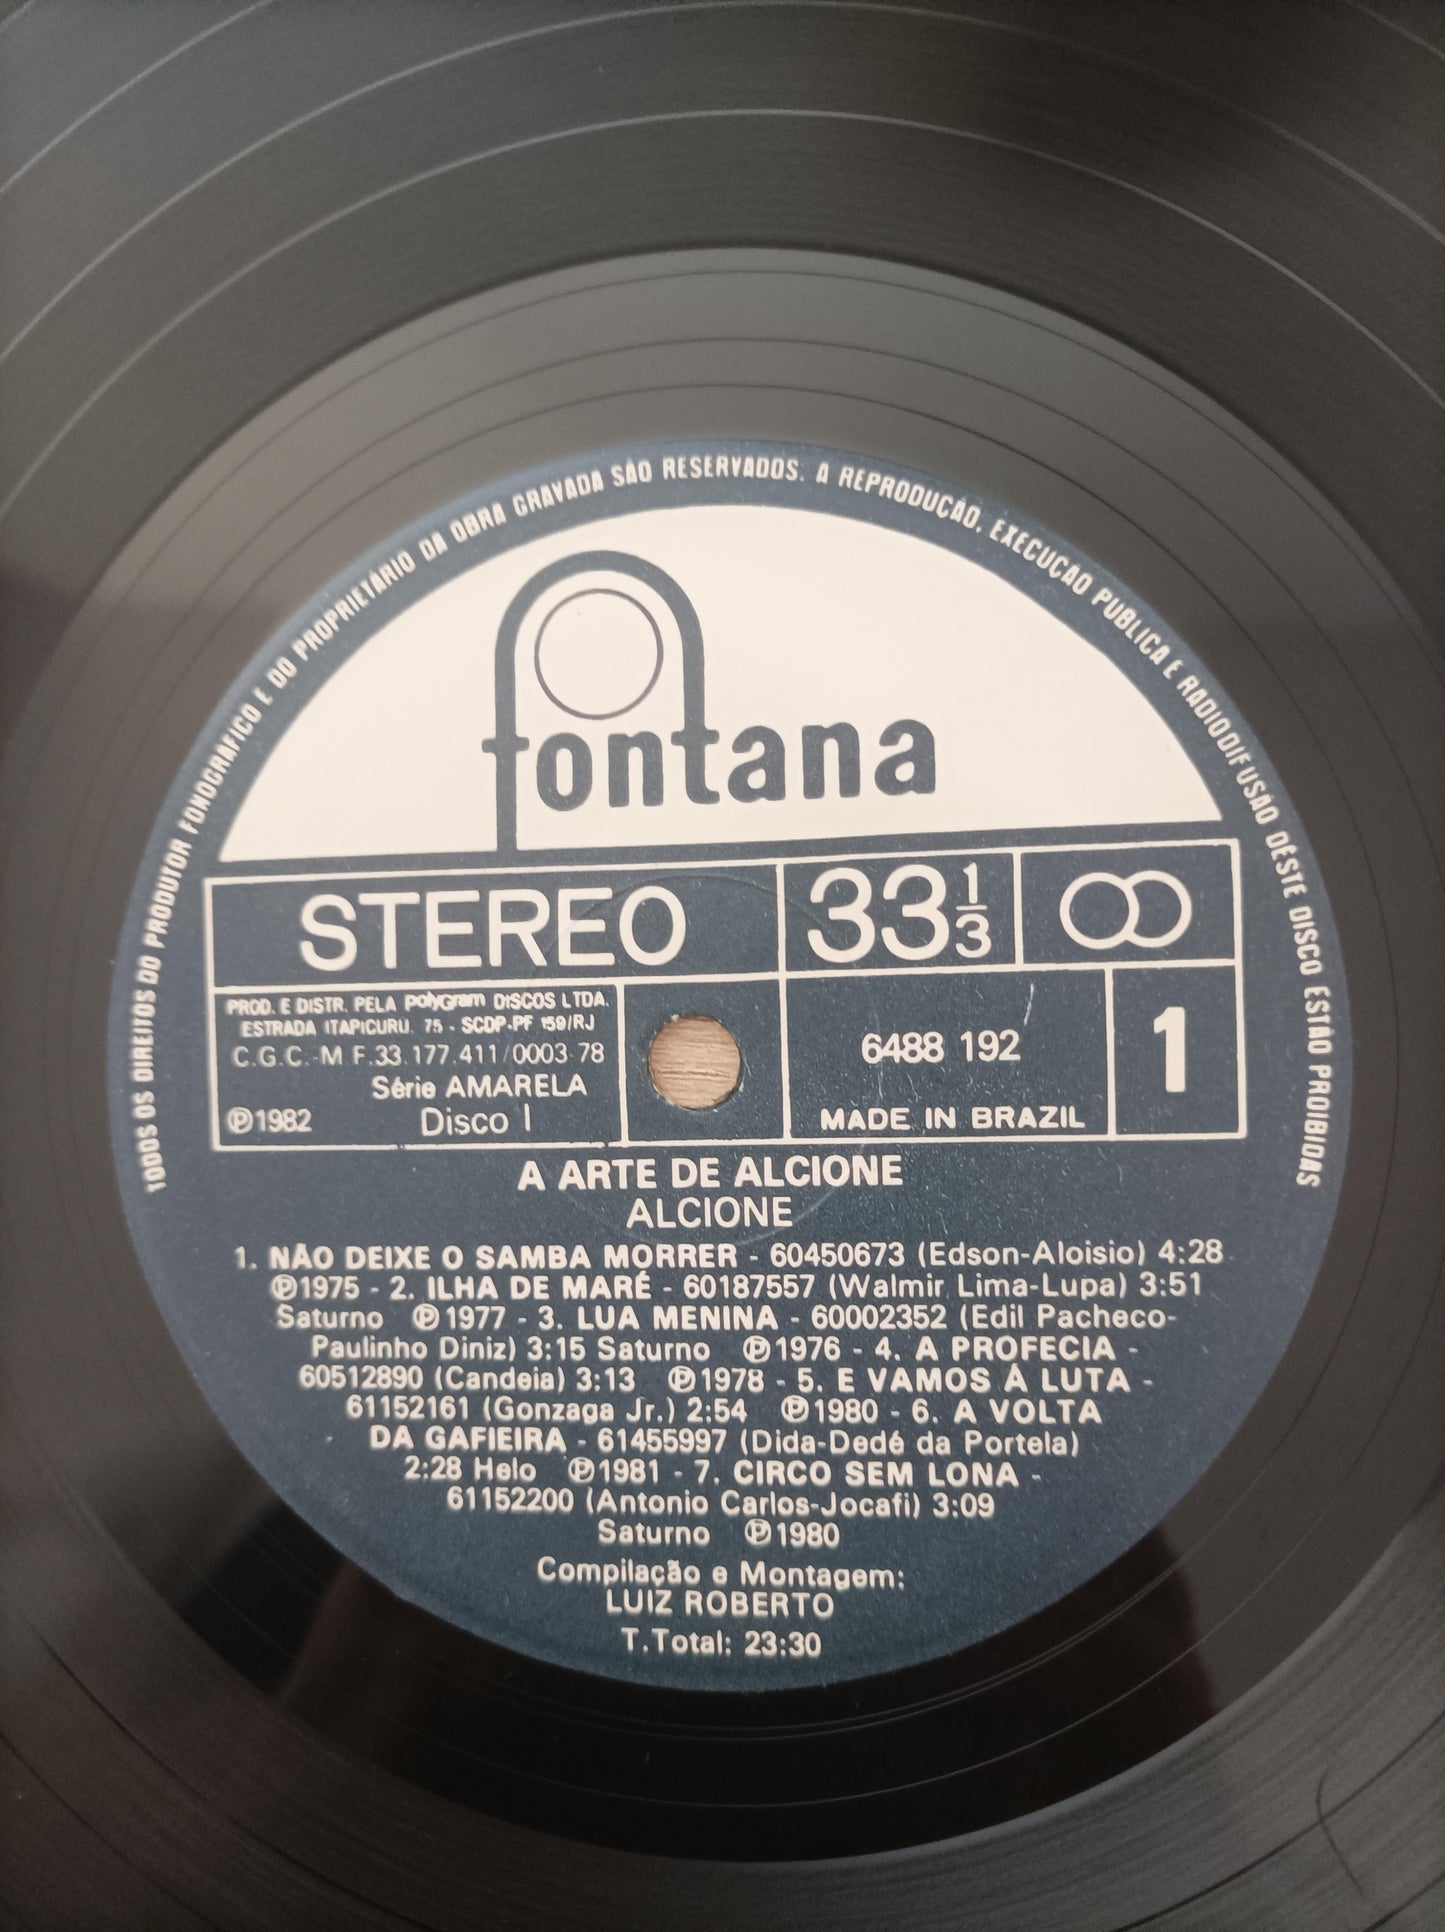 TODOS OS DIREITOS DO PRODUTOR FONOGRAFICO E DO PROPRIETÁRIO DA OBRA GRAVADA SÃO RESERVADOS. A REPRODUÇÃO, EXECUÇÃO PUBLICA E RADIODIFUSÃO DESTE DISCO ESTÃO PROIBIDAS
fontana
STEREO
33 1/3
PROD. E DISTR. PELA PolyGram DISCOS LTDA.
ESTRADA ITAPICURU, 75 - SCDP-PF 159/RJ
C.G.C.-M F.33.177.411/0003-78
Série AMARELA
℗1982 Disco I
6488 192
MADE IN BRAZIL
1
A ARTE DE ALCIONE
ALCIONE
1. NÃO DEIXE O SAMBA MORRER - 60450673 (Edson-Aloisio) 4:28
℗1975 - 2. ILHA DE MARÉ - 60187557 (Walmir Lima-Lupa) 3:51
Saturno ℗1977 - 3. LUA MENINA - 60002352 (Edil Pacheco-
Paulinho Diniz) 3:15 Saturno ℗1976 - 4. A PROFECIA -
60512890 (Candeia) 3:13 ℗1978 - 5. E VAMOS À LUTA -
61152161 (Gonzaga Jr.) 2:54 ℗1980 - 6. A VOLTA
DA GAFIEIRA - 61455997 (Dida-Dedé da Portela)
2:28 Helo ℗1981 - 7. CIRCO SEM LONA -
61152200 (Antonio Carlos-Jocafi) 3:09
Saturno ℗1980
Compilação e Montagem:
LUIZ ROBERTO
T.Total: 23:30